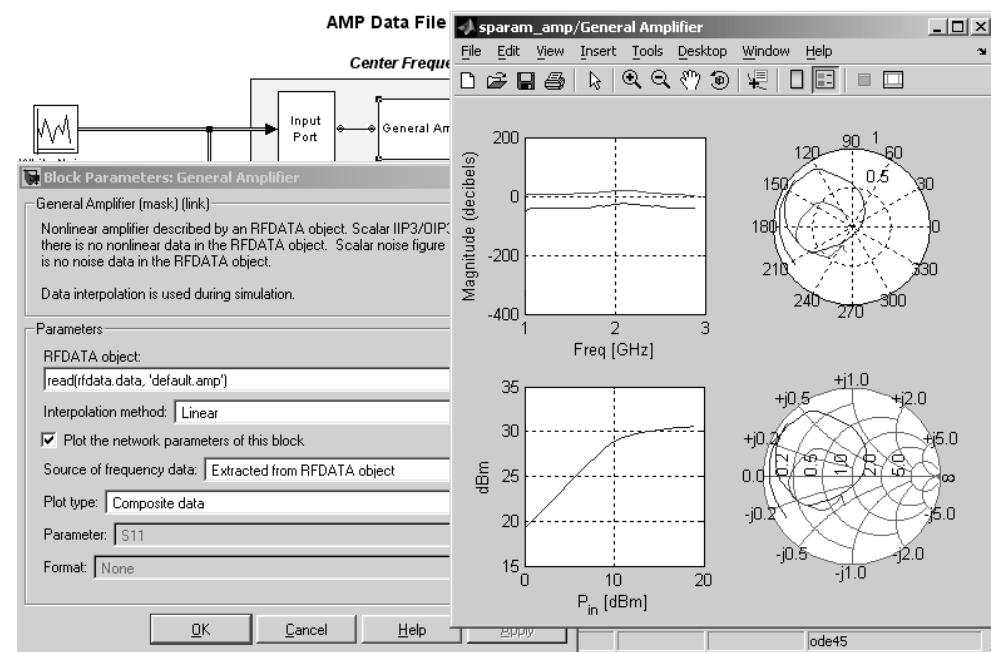 AMP Data File
Center Freque
Input
Port
General Am
Block Parameters: General Amplifier
General Amplifier (mask) (link)
Nonlinear amplifier described by an RFDATA object. Scalar IIP3/OIP3
there is no nonlinear data in the RFDATA object. Scalar noise figure
is no noise data in the RFDATA object.
Data interpolation is used during simulation.
Parameters
RFDATA object:
read(rfdata.data, 'default.amp')
Interpolation method: Linear
Plot the network parameters of this block
Source of frequency data: Extracted from RFDATA object
Plot type: Composite data
Parameter: S11
Format: None
OK Cancel Help Apply
sparam_amp/General Amplifier
File Edit View Insert Tools Desktop Window Help
Magnitude (decibels)
200
0
-200
-400
1 2 3
Freq [GHz]
90 1
120 60
150 0.5 30
180 0
210 330
240 300
270
dBm
35
30
25
20
15
0 10 20
P_in [dBm]
+j1.0
+j0.5 +j2.0
+j0.2 +j5.0
0.0 0.2 0.5 1.0 2.0 5.0 ∞
-j0.2 -j5.0
-j0.5 -j2.0
-j1.0
ode45